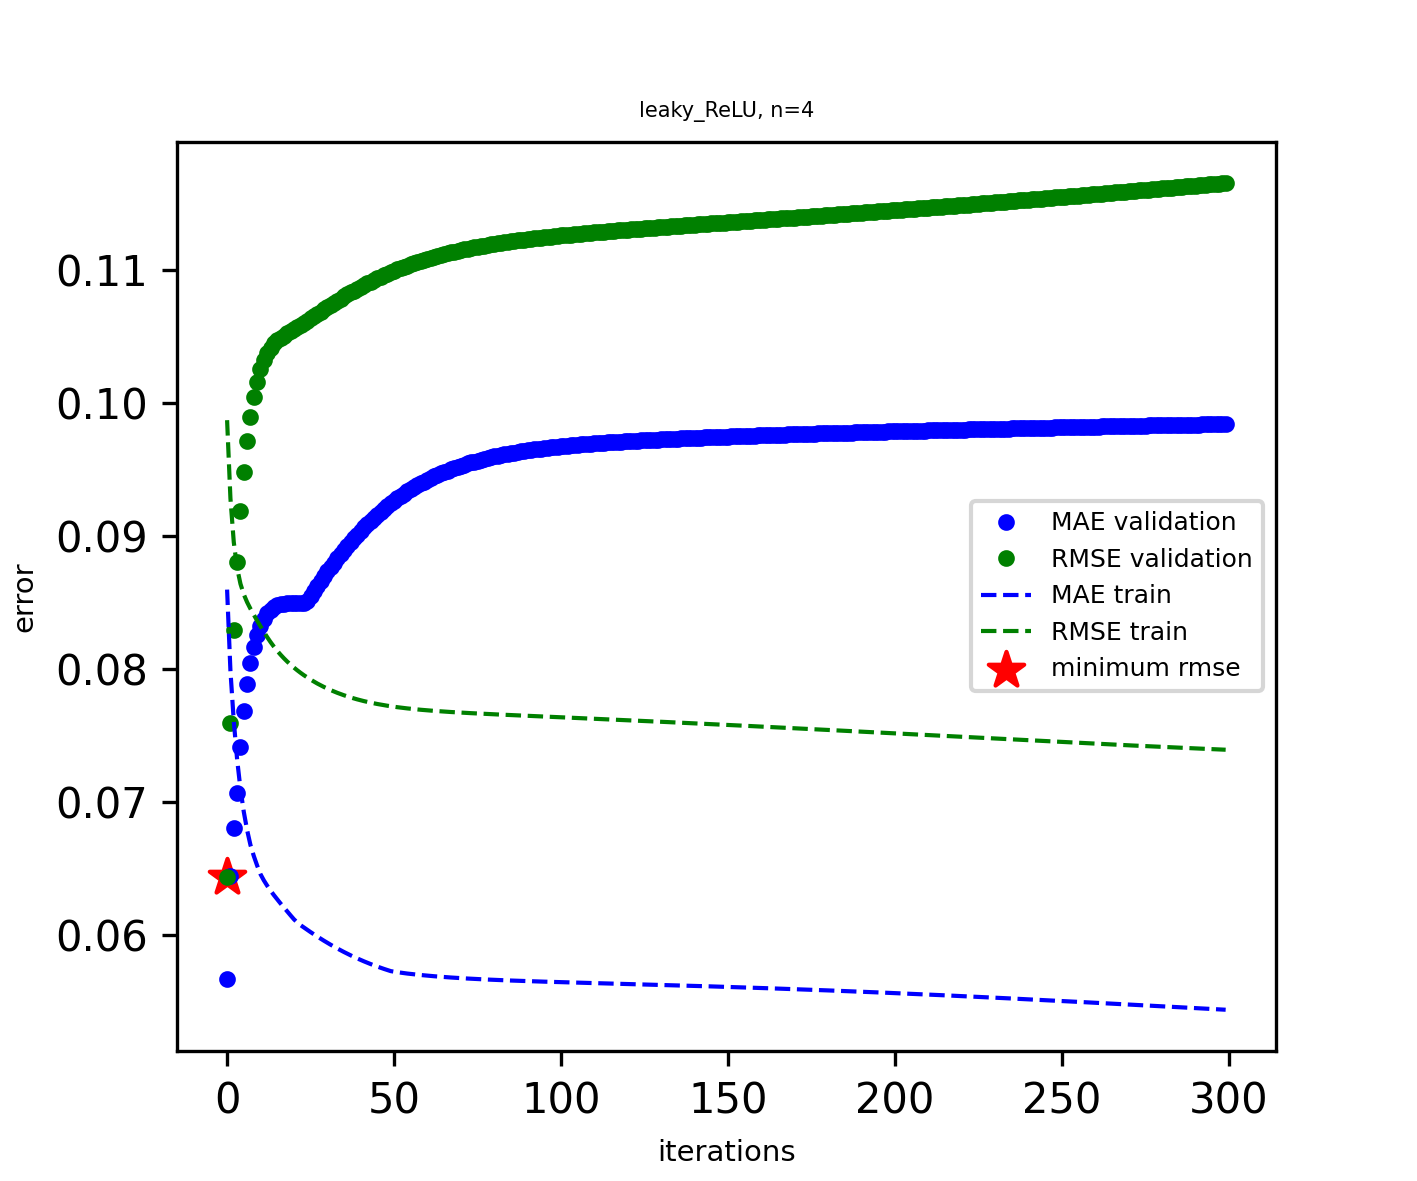 leaky_ReLU, n=4
error
0.11
0.10
0.09
0.08
0.07
0.06
MAE validation
RMSE validation
MAE train
RMSE train
minimum rmse
0 50 100 150 200 250 300
iterations